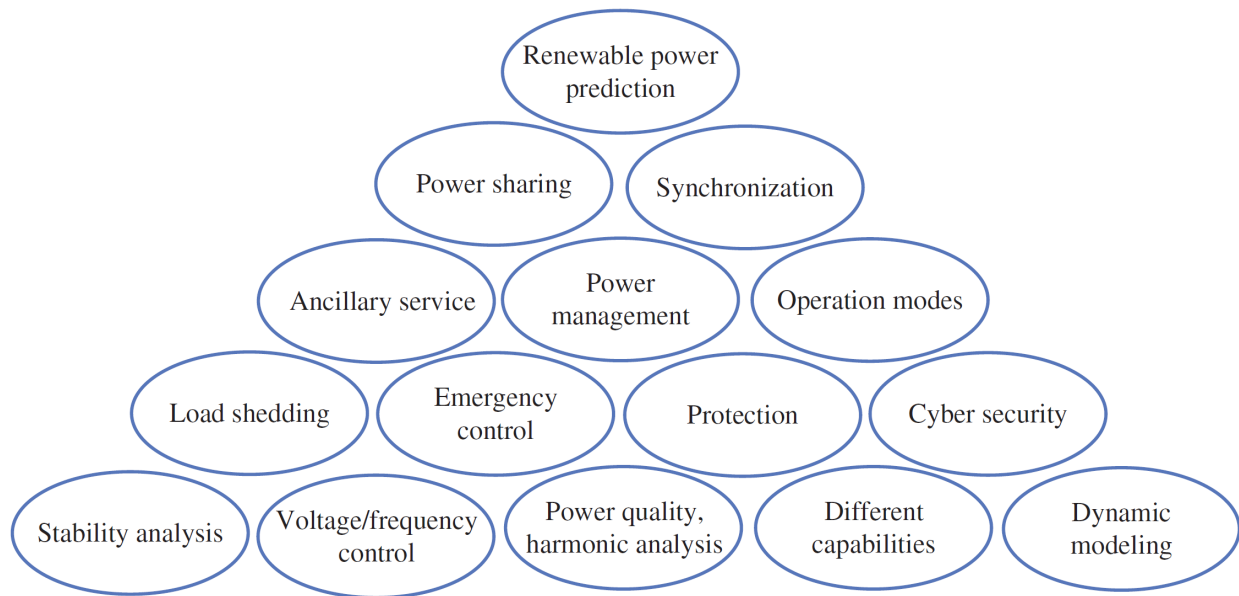 Renewable power
prediction
Power sharing
Synchronization
Ancillary service
Power
management
Operation modes
Load shedding
Emergency
control
Protection
Cyber security
Stability analysis
Voltage/frequency
control
Power quality,
harmonic analysis
Different
capabilities
Dynamic
modeling